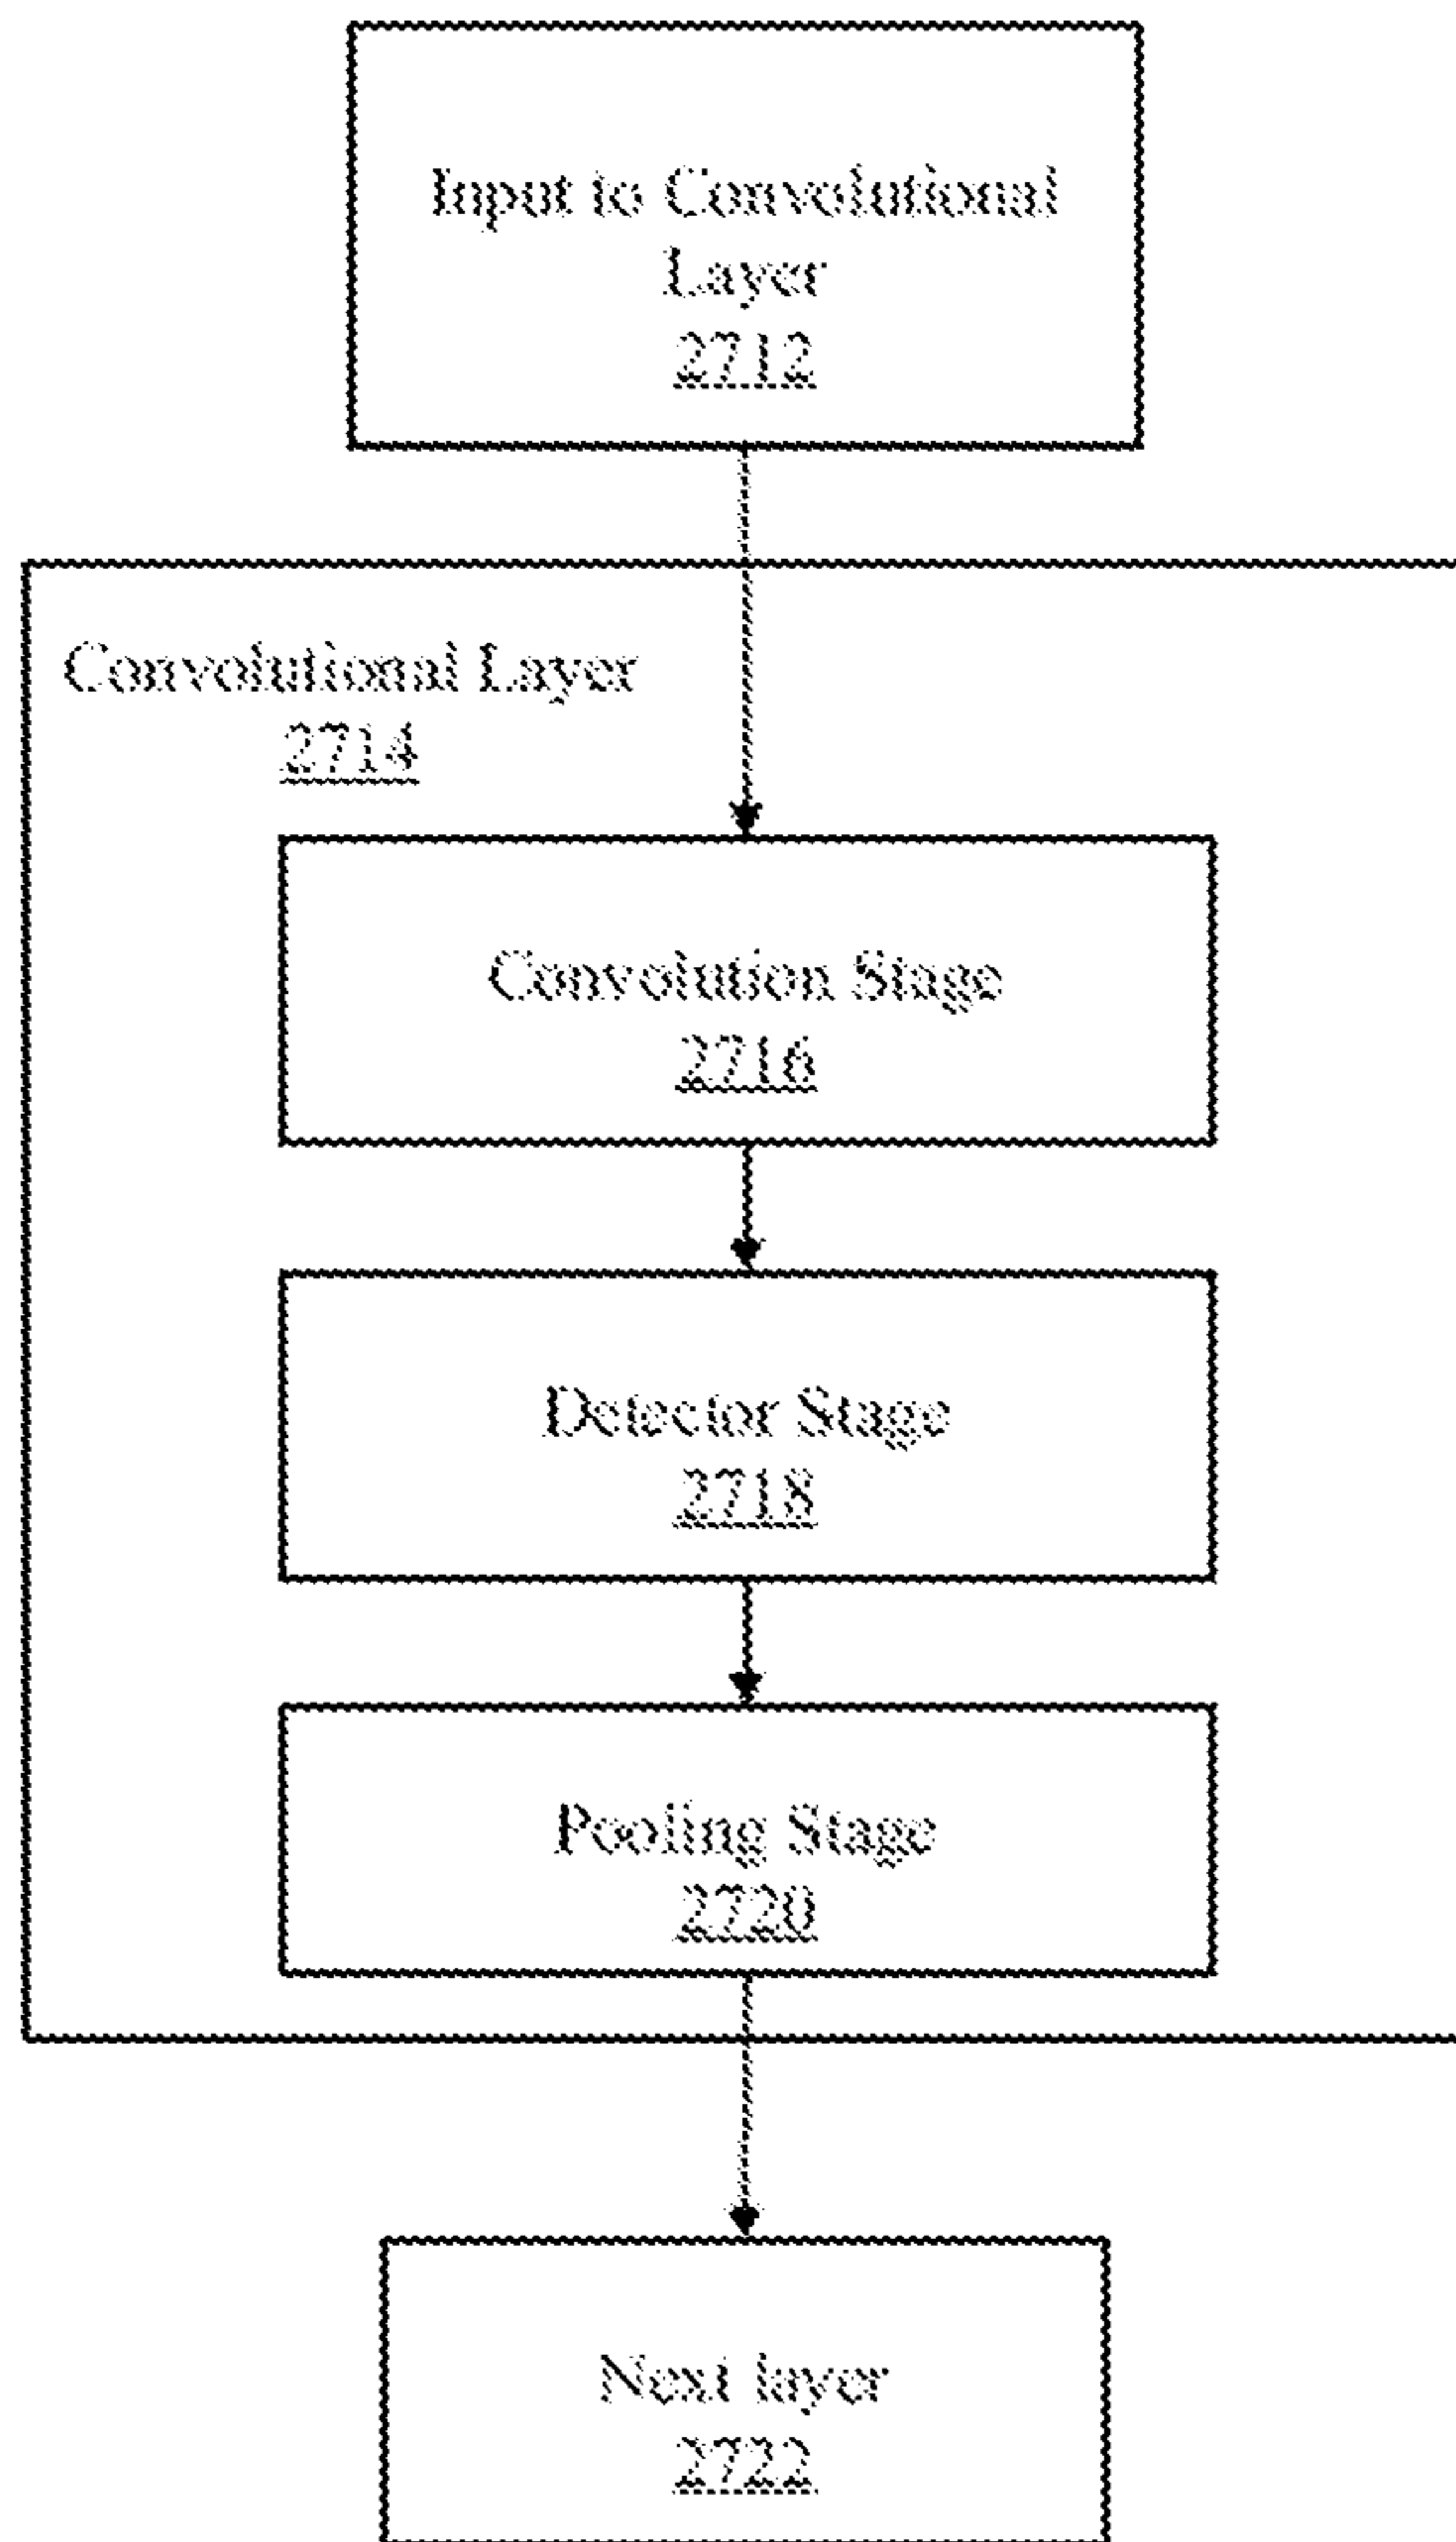 Input to Convolutional
Layer
2712
Convolutional Layer
2714
Convolution Stage
2716
Detector Stage
2718
Pooling Stage
2720
Next layer
2722